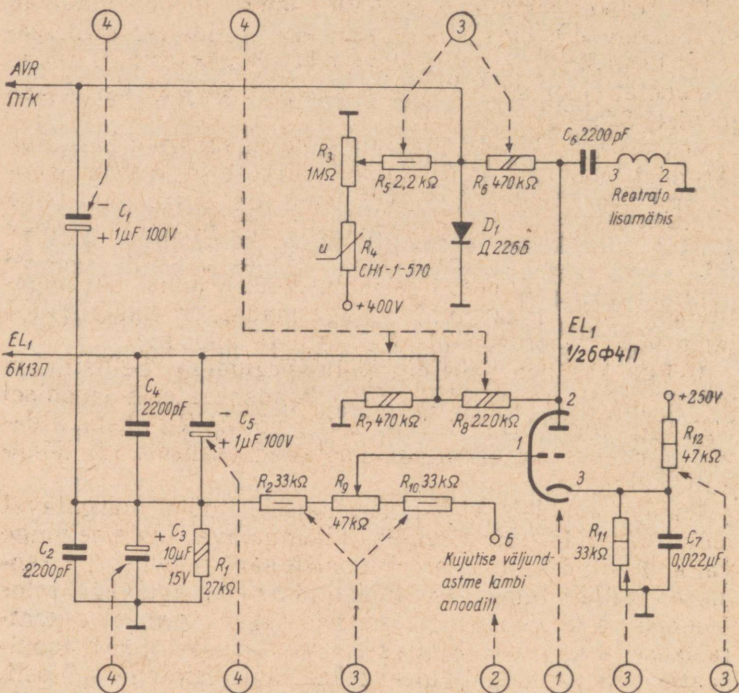 4
4
3
AVR
ПТК
C₆ 2200pF
3
2
Reatrafo
lisamähis
R₃
1MΩ
R₅ 2,2 kΩ
R₆ 470kΩ
−
C₁
+ 1μF 100V
D₁
Д 226Б
u
R₄
CH1-1-570
+400V
EL₁
1/2 6Ф4П
EL₁
6К13П
C₄
2200pF
−
C₅
+ 1μF 100V
R₇ 470kΩ
R₈ 220kΩ
2
1
3
+250V
R₁₂
47kΩ
R₂ 33kΩ
R₉
47kΩ
R₁₀ 33kΩ
6
Kujutise väljund-
astme lambi
anoodilt
C₂
2200pF
+
C₃
10μF
−
15V
R₁
27kΩ
R₁₁
33kΩ
C₇
0,022μF
4
4
3
2
1
3
3